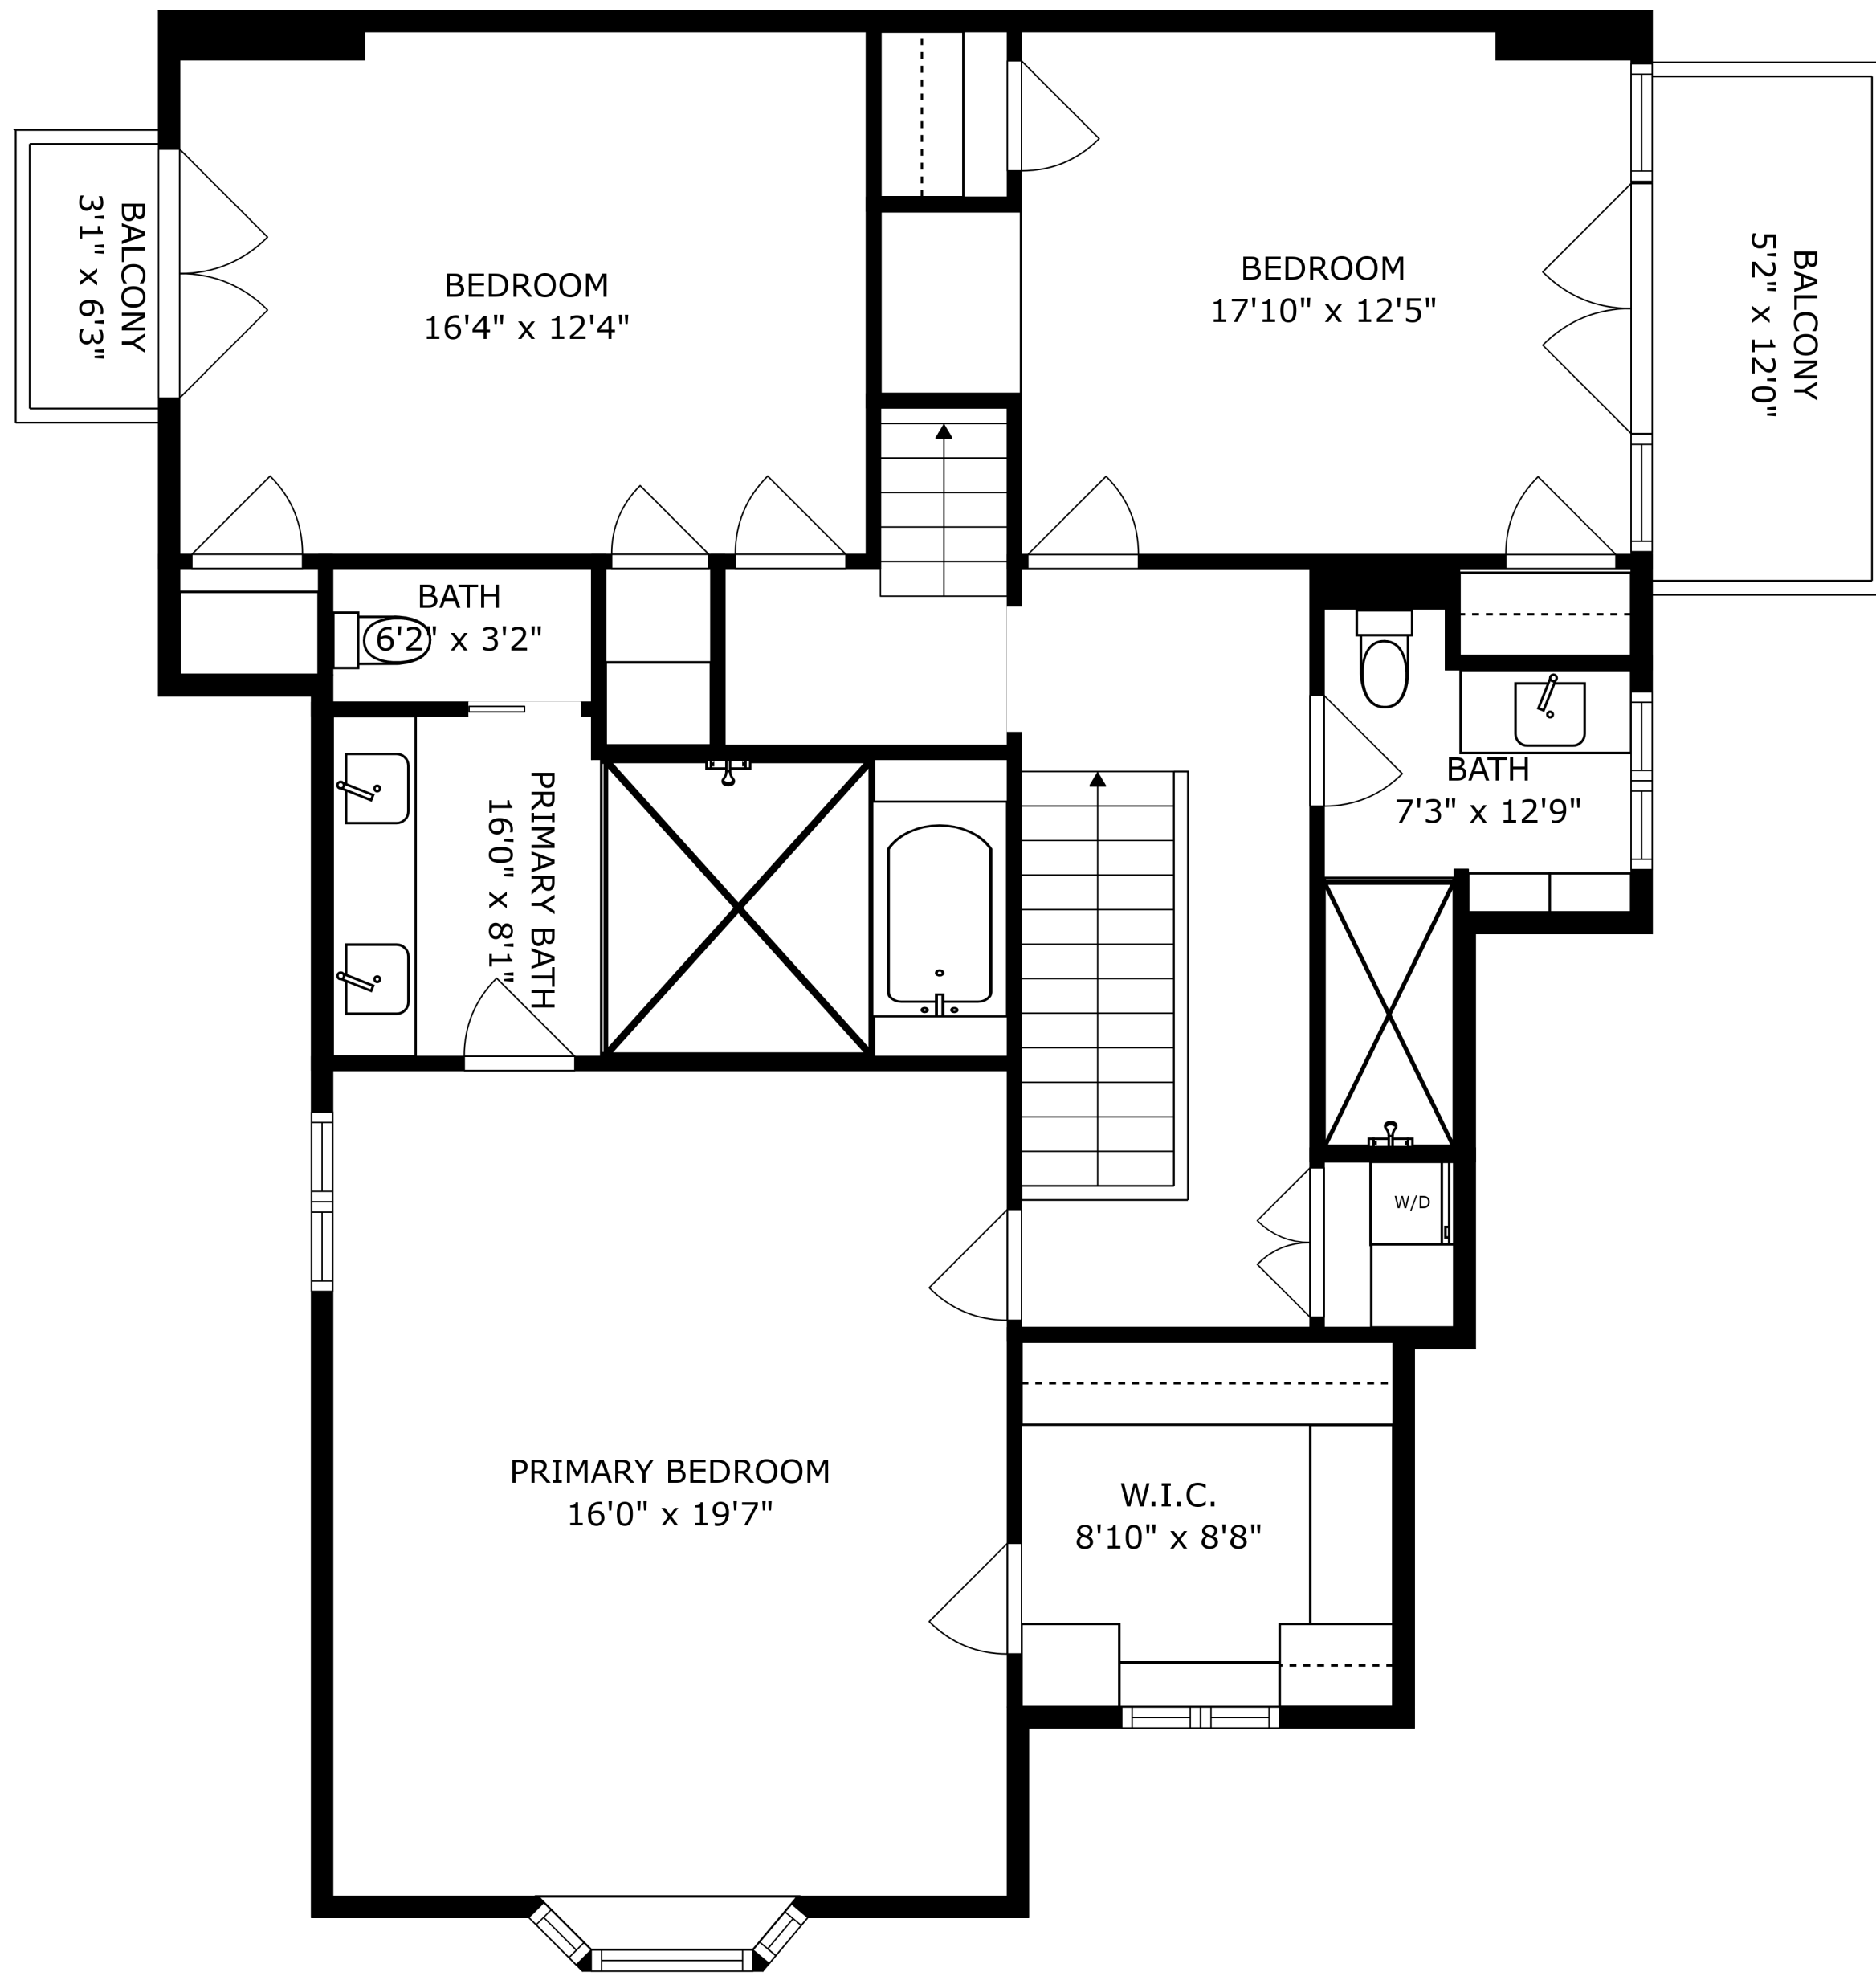 BEDROOM
16'4" x 12'4"
BEDROOM
17'10" x 12'5"
BALCONY
3'1" x 6'3"
BALCONY
5'2" x 12'0"
BATH
6'2" x 3'2"
PRIMARY BATH
16'0" x 8'1"
BATH
7'3" x 12'9"
W/D
PRIMARY BEDROOM
16'0" x 19'7"
W.I.C.
8'10" x 8'8"